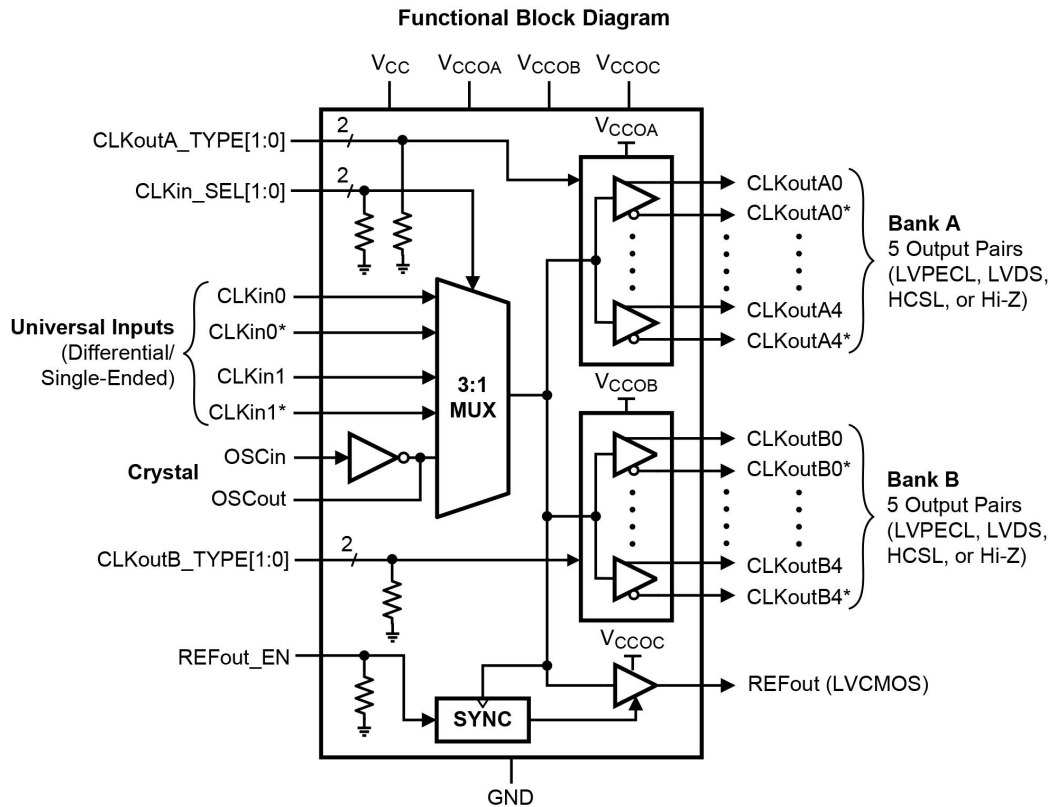 Functional Block Diagram
VCC
VCCOA
VCCOB
VCCOC
CLKoutA_TYPE[1:0]
2
CLKin_SEL[1:0]
2
VCCOA
CLKoutA0
CLKoutA0*
CLKoutA4
CLKoutA4*
Bank A
5 Output Pairs
(LVPECL, LVDS,
HCSL, or Hi-Z)
Universal Inputs
(Differential/
Single-Ended)
CLKin0
CLKin0*
CLKin1
CLKin1*
3:1
MUX
Crystal
OSCin
OSCout
VCCOB
CLKoutB0
CLKoutB0*
CLKoutB4
CLKoutB4*
Bank B
5 Output Pairs
(LVPECL, LVDS,
HCSL, or Hi-Z)
CLKoutB_TYPE[1:0]
2
REFout_EN
SYNC
VCCOC
REFout (LVCMOS)
GND